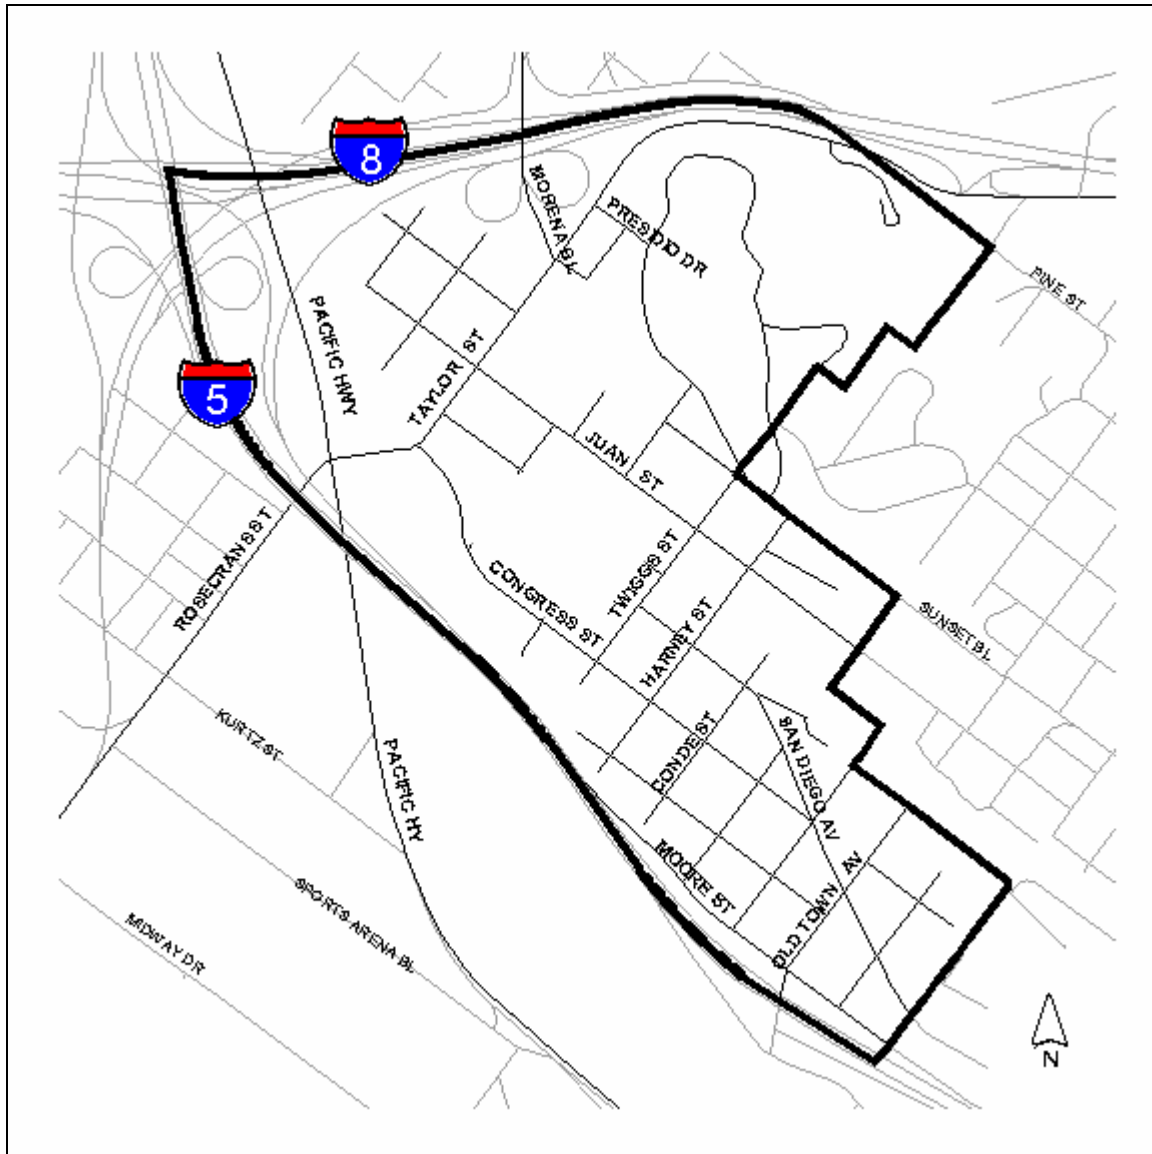 8
MORENA BL
PRESIDIO DR
PINE ST
PACIFIC HWY
TAYLOR ST
5
JUAN ST
ROSECRANS ST
TWIGGS ST
CONGRESS ST
HARNEY ST
SUNSET BL
KURTZ ST
CONDE ST
SAN DIEGO AV
PACIFIC HY
MOORE ST
OLD TOWN AV
SPORTS ARENA BL
MIDWAY DR
N